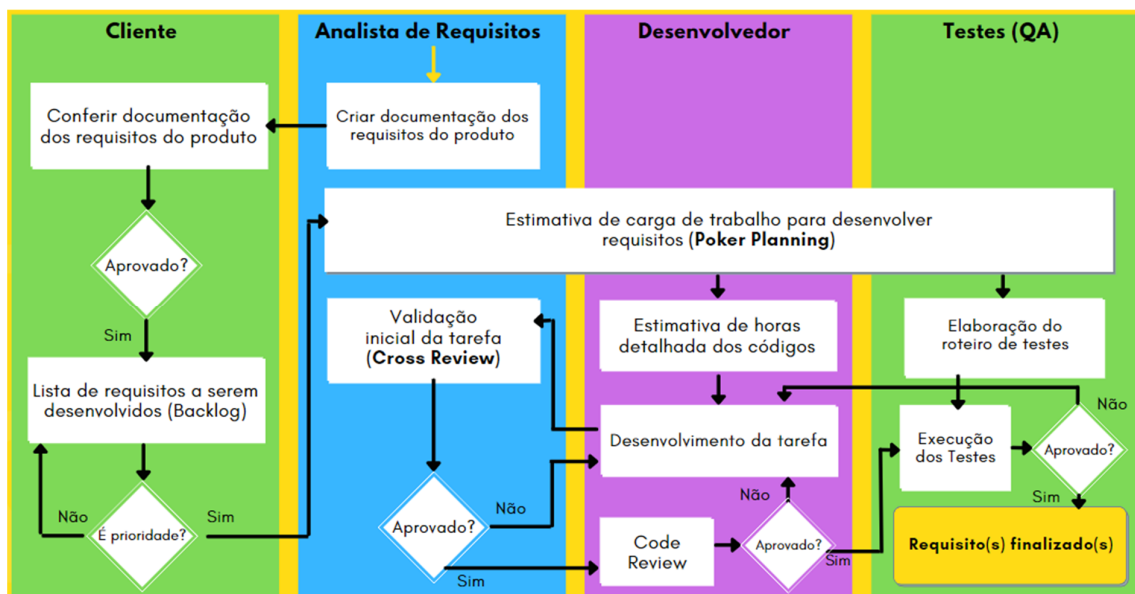 Cliente
Analista de Requisitos
Desenvolvedor
Testes (QA)
Conferir documentação
dos requisitos do produto
Criar documentação dos
requisitos do produto
Aprovado?
Sim
Lista de requisitos a serem
desenvolvidos (Backlog)
Não
É prioridade?
Sim
Estimativa de carga de trabalho para desenvolver
requisitos (Poker Planning)
Validação
inicial da tarefa
(Cross Review)
Aprovado?
Não
Sim
Estimativa de horas
detalhada dos códigos
Desenvolvimento da tarefa
Code
Review
Não
Aprovado?
Sim
Elaboração do
roteiro de testes
Execução
dos Testes
Não
Aprovado?
Sim
Requisito(s) finalizado(s)